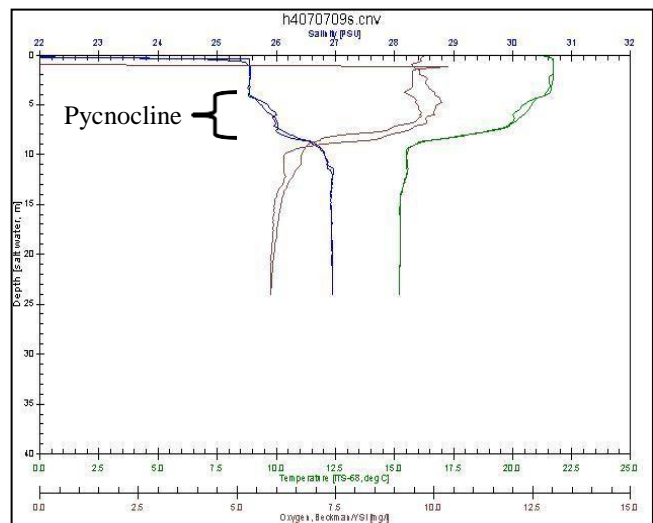 h4070709s.cnv
Salinity [PSU]
22 23 24 25 26 27 28 29 30 31 32
0
5
Pycnocline
10
15
Depth [salt water, m]
20
25
30
35
40
0.0 2.5 5.0 7.5 10.0 12.5 15.0 17.5 20.0 22.5 25.0
Temperature [ITS-68, deg C]
0.0 2.5 5.0 7.5 10.0 12.5 15.0
Oxygen, Beckman/YSI [mg/l]